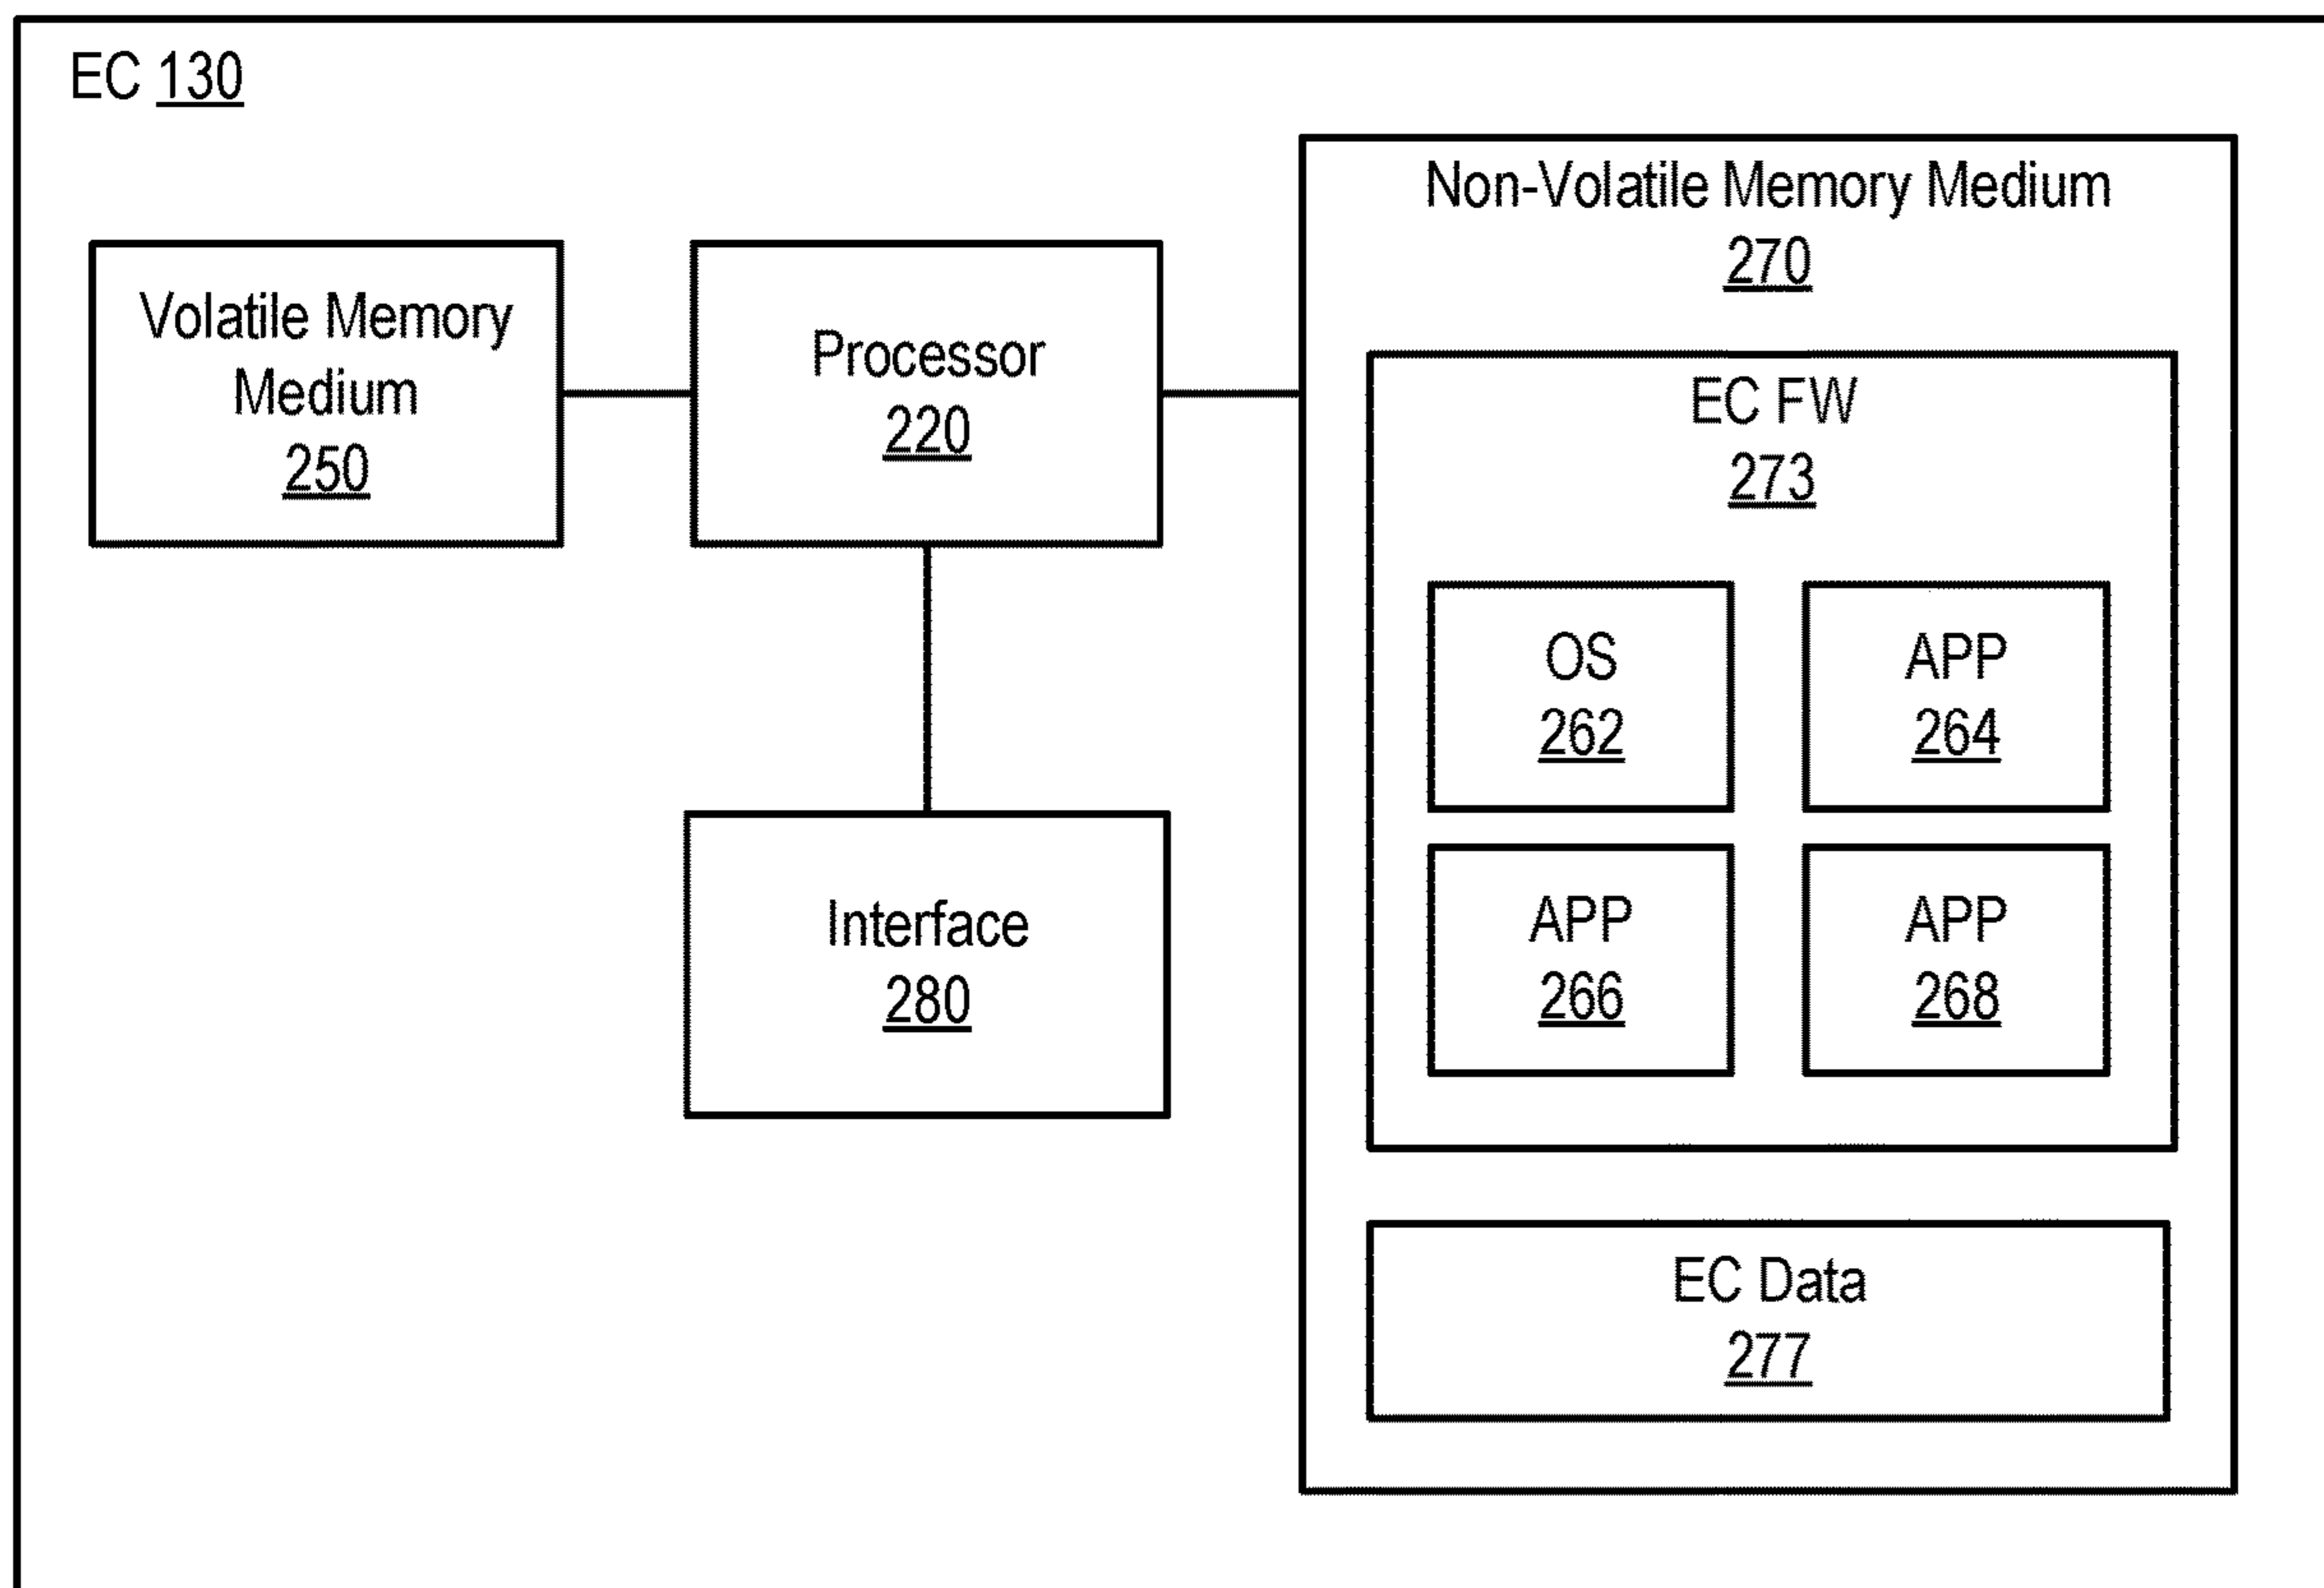 EC 130
Volatile Memory
Medium
250
Processor
220
Interface
280
Non-Volatile Memory Medium
270
EC FW
273
OS
262
APP
264
APP
266
APP
268
EC Data
277